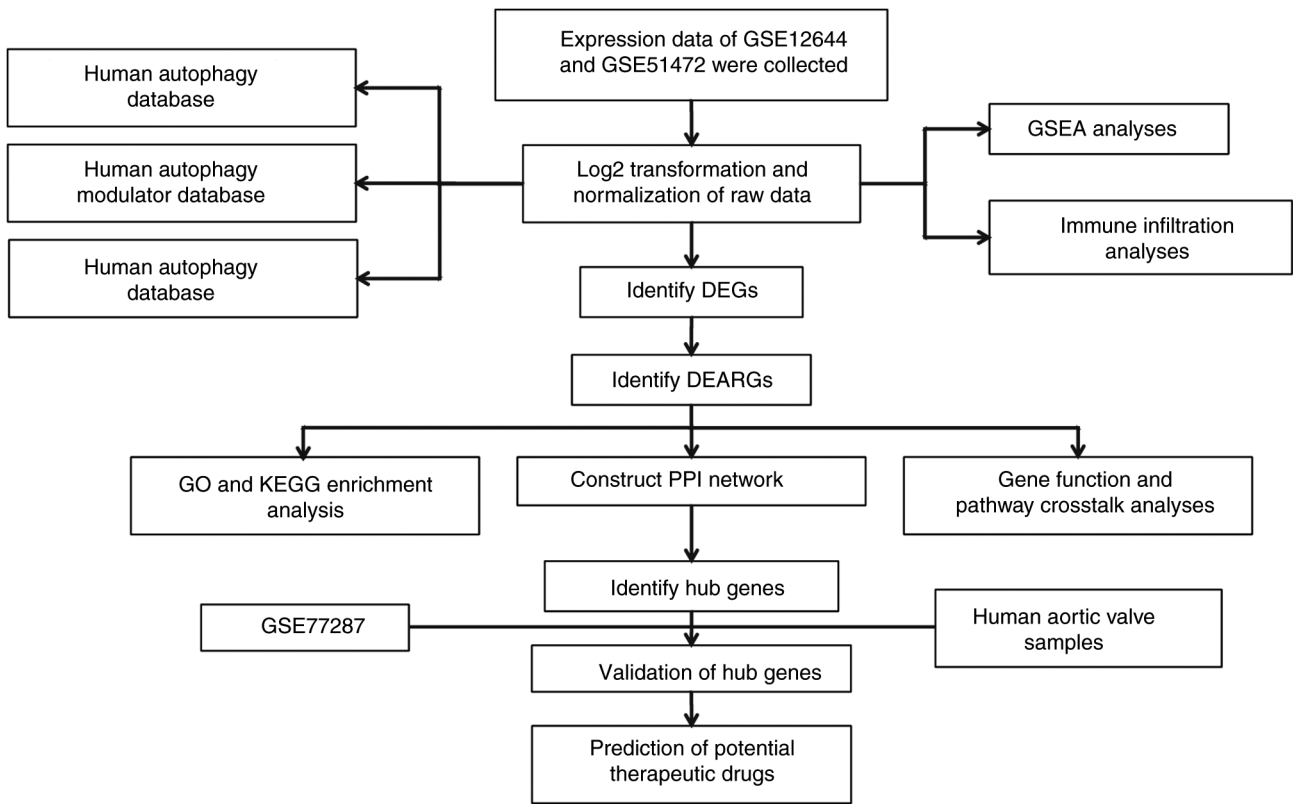 Expression data of GSE12644
and GSE51472 were collected
Human autophagy
database
Human autophagy
modulator database
Human autophagy
database
Log2 transformation and
normalization of raw data
GSEA analyses
Immune infiltration
analyses
Identify DEGs
Identify DEARGs
GO and KEGG enrichment
analysis
Construct PPI network
Gene function and
pathway crosstalk analyses
Identify hub genes
GSE77287
Human aortic valve
samples
Validation of hub genes
Prediction of potential
therapeutic drugs